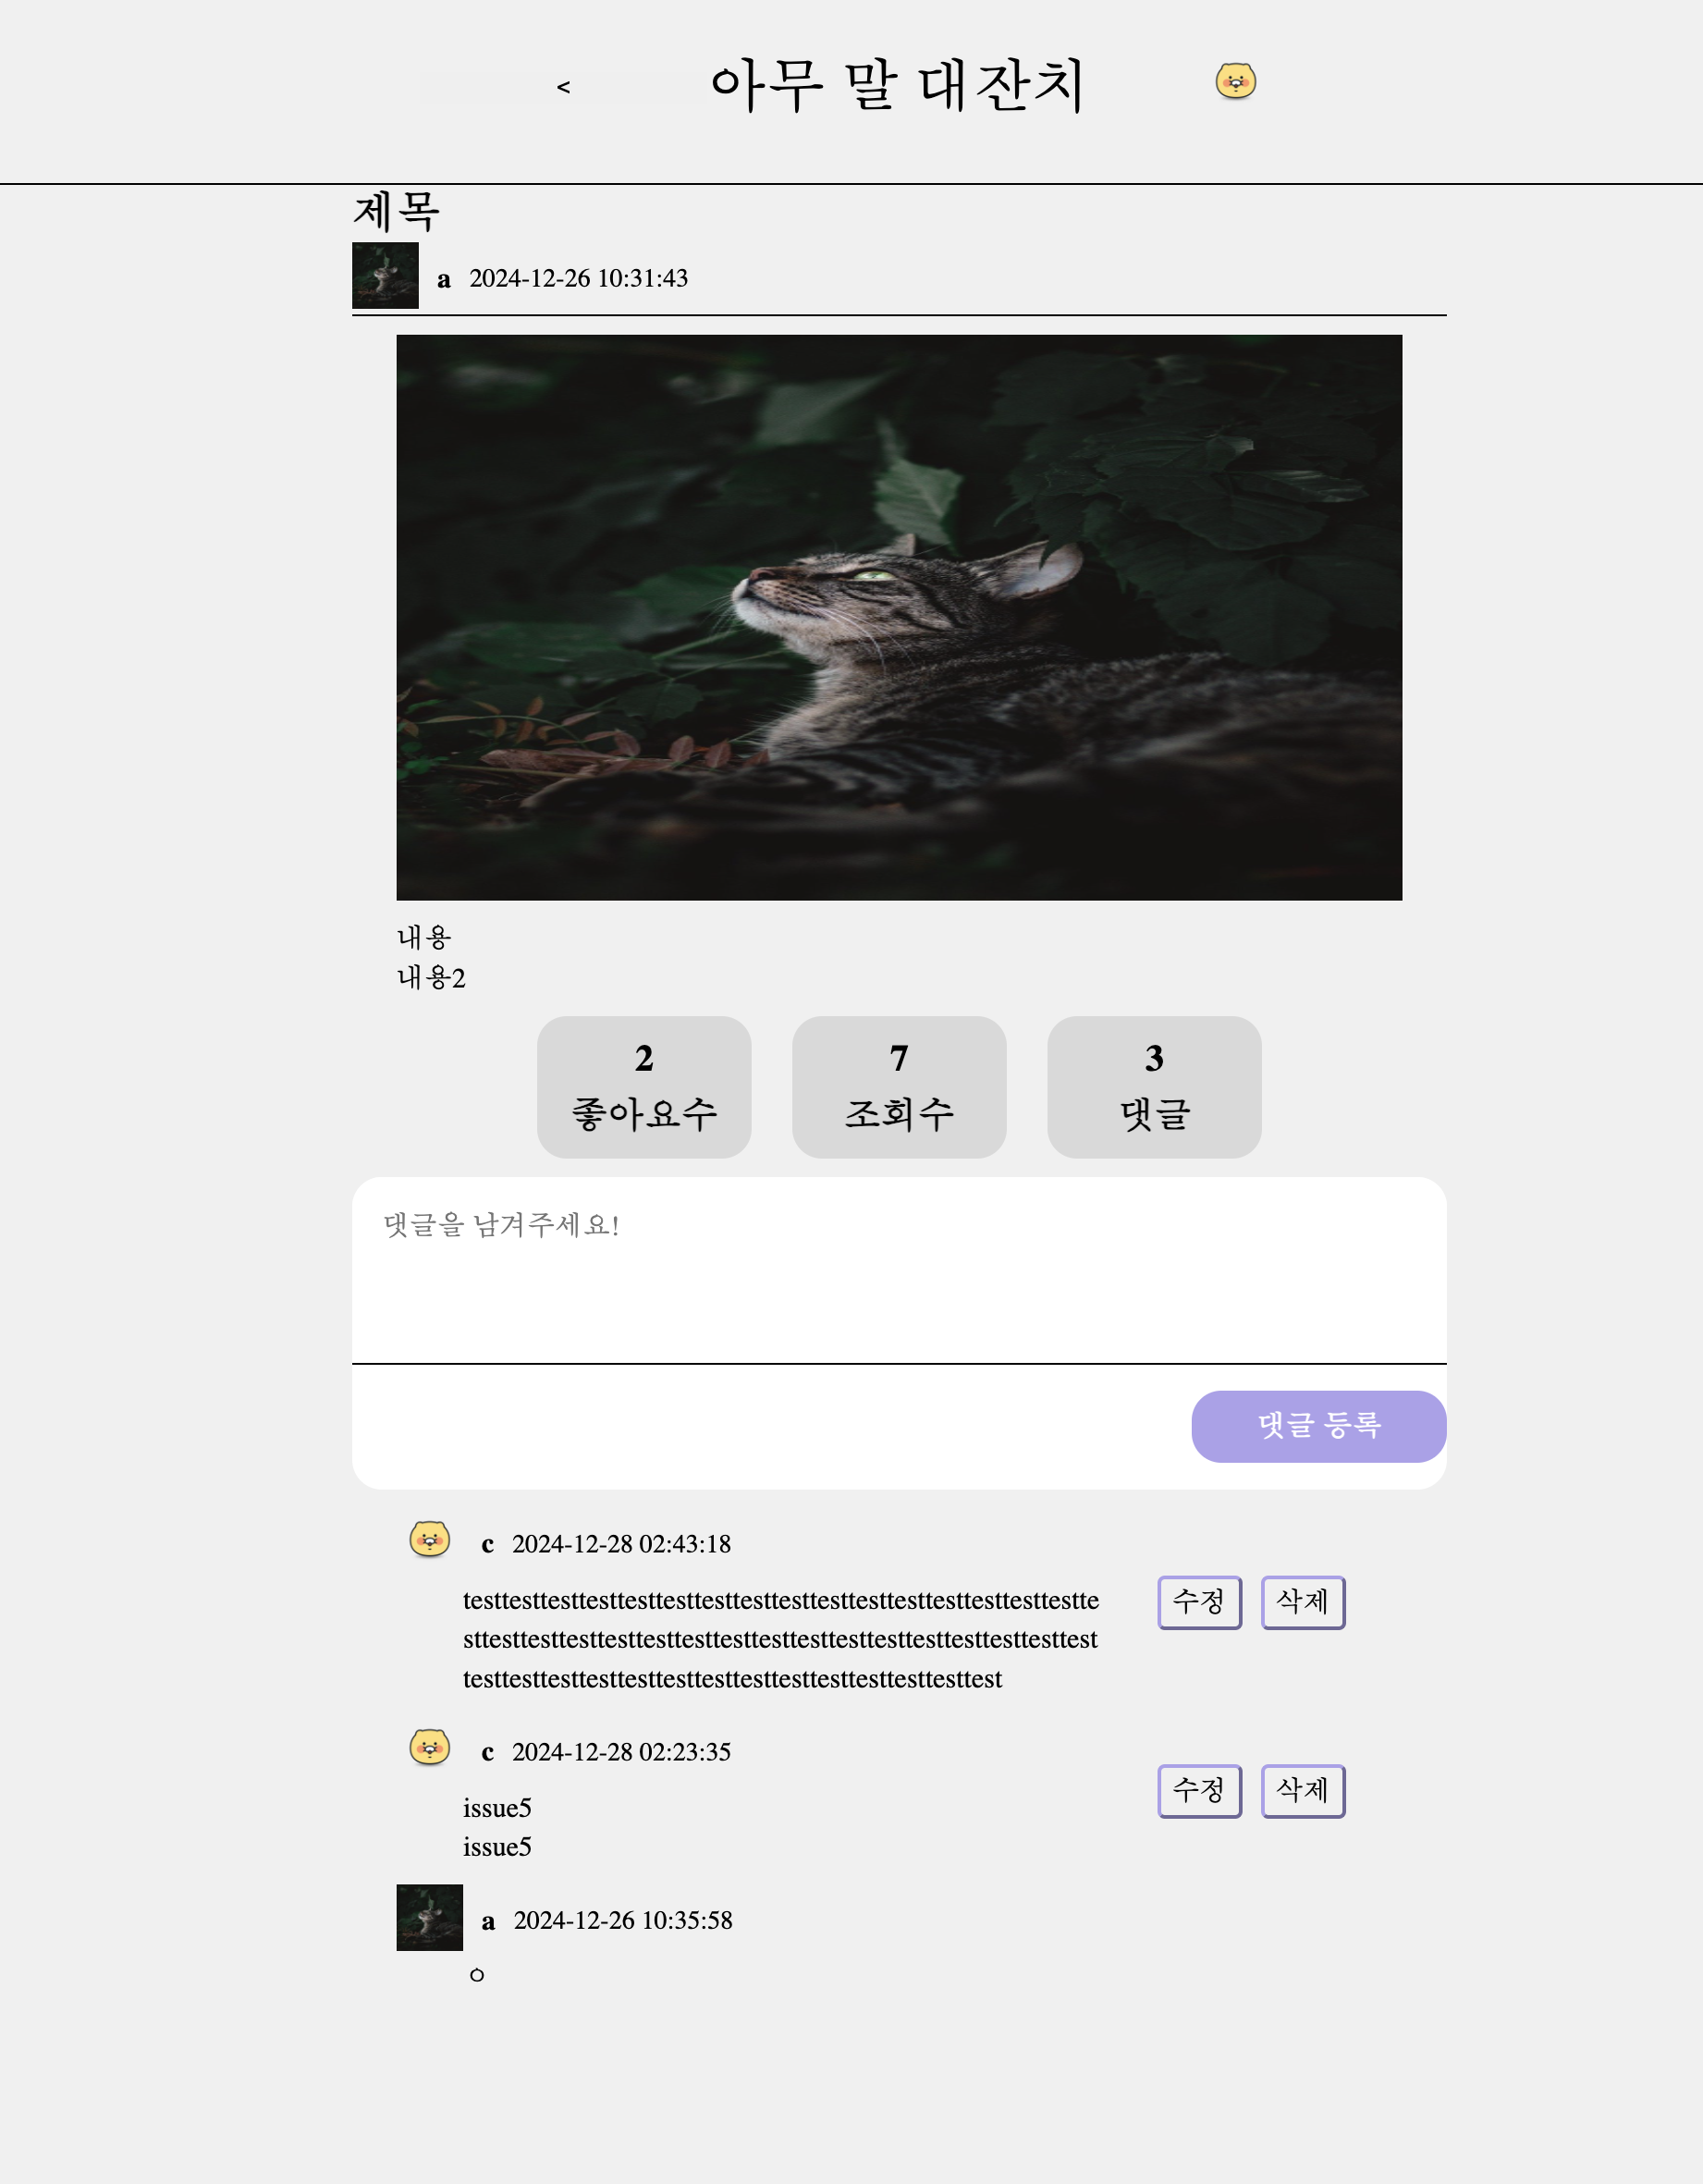 <
아무 말 대잔치
제목
a 2024-12-26 10:31:43
내용
내용2
2
좋아요수
7
조회수
3
댓글
댓글을 남겨주세요!
댓글 등록
c 2024-12-28 02:43:18
testtesttesttesttesttesttesttesttesttesttesttesttesttesttesttesttestte
sttesttesttesttesttesttesttesttesttesttesttesttesttesttesttesttesttest
testtesttesttesttesttesttesttesttesttesttesttesttesttesttest
수정 삭제
c 2024-12-28 02:23:35
issue5
issue5
수정 삭제
a 2024-12-26 10:35:58
ㅇ